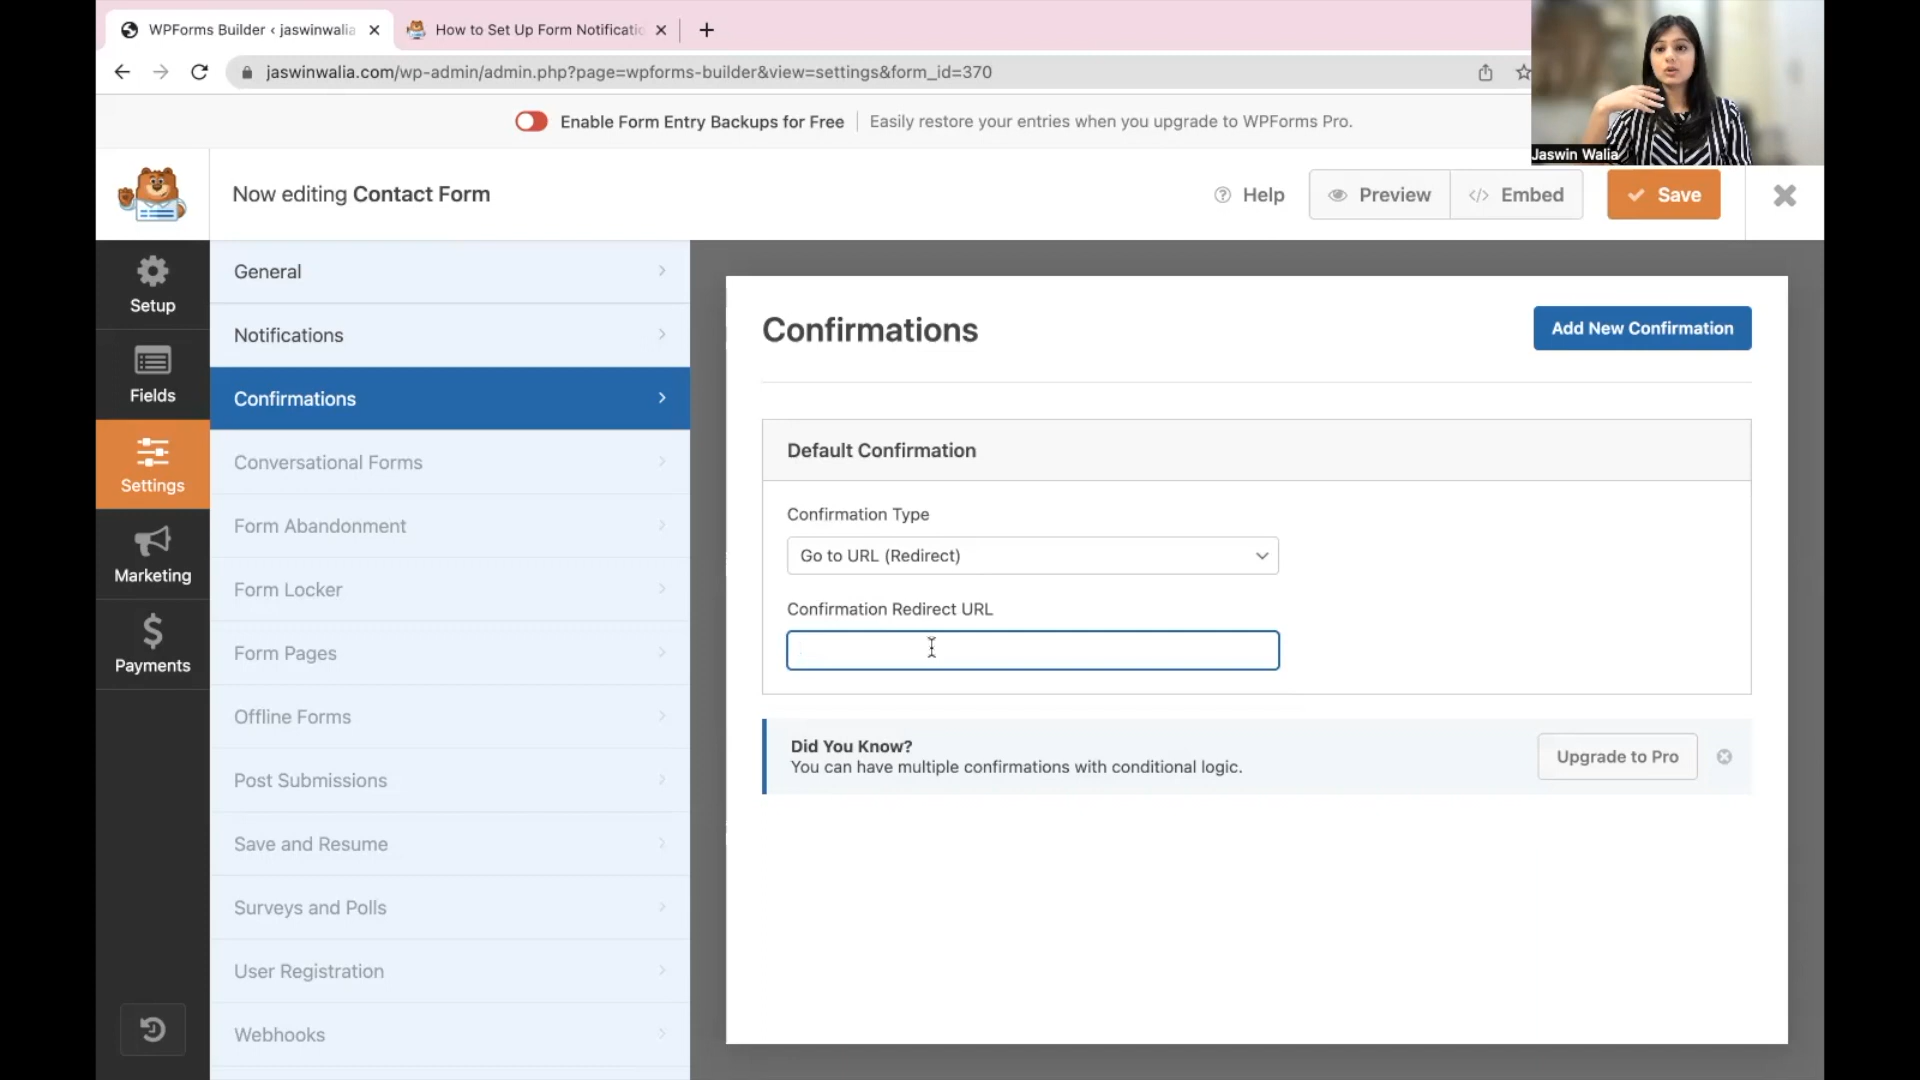 WPForms Builder ‹ jaswinwalia
How to Set Up Form Notificatio
jaswinwalia.com/wp-admin/admin.php?page=wpforms-builder&view=settings&form_id=370
Enable Form Entry Backups for Free
Easily restore your entries when you upgrade to WPForms Pro.
Jaswin Walia
Now editing Contact Form
Help
Preview
Embed
Save
Setup
Fields
Settings
Marketing
Payments
General
Notifications
Confirmations
Conversational Forms
Form Abandonment
Form Locker
Form Pages
Offline Forms
Post Submissions
Save and Resume
Surveys and Polls
User Registration
Webhooks
Confirmations
Add New Confirmation
Default Confirmation
Confirmation Type
Go to URL (Redirect)
Confirmation Redirect URL
Did You Know?
You can have multiple confirmations with conditional logic.
Upgrade to Pro